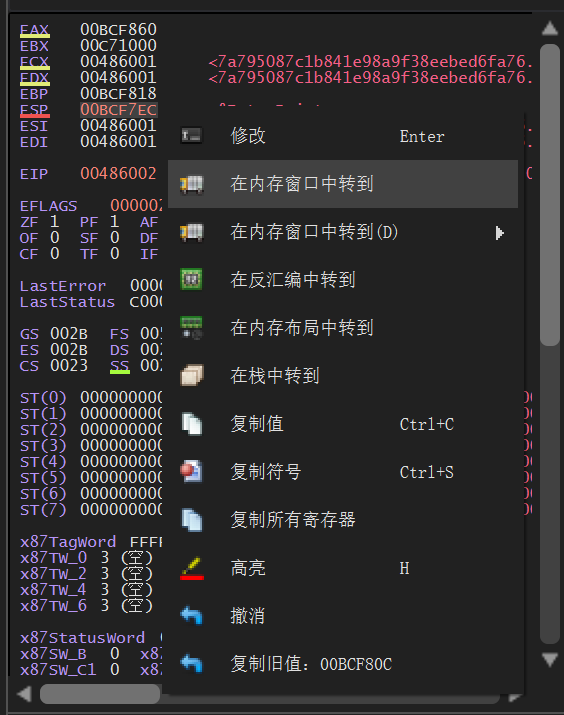 EAX 00BCF860
EBX 00C71000
ECX 00486001 <7a795087c1b841e98a9f38eebed6fa76.
EDX 00486001 <7a795087c1b841e98a9f38eebed6fa76.
EBP 00BCF818
ESP 00BCF7EC
ESI 00486001
EDI 00486001
EIP 00486002
EFLAGS 000002
ZF 1 PF 1 AF
OF 0 SF 0 DF
CF 0 TF 0 IF
LastError 0000
LastStatus C000
GS 002B FS 005
ES 002B DS 002
CS 0023 SS 002
ST(0) 000000000
ST(1) 000000000
ST(2) 000000000
ST(3) 000000000
ST(4) 000000000
ST(5) 000000000
ST(6) 000000000
ST(7) 000000000
x87TagWord FFFF
x87TW_0 3 (空)
x87TW_2 3 (空)
x87TW_4 3 (空)
x87TW_6 3 (空)
x87StatusWord
x87SW_B 0 x87
x87SW_C1 0 x87
修改 Enter
在内存窗口中转到
在内存窗口中转到(D)
在反汇编中转到
在内存布局中转到
在栈中转到
复制值 Ctrl+C
复制符号 Ctrl+S
复制所有寄存器
高亮 H
撤消
复制旧值: 00BCF80C